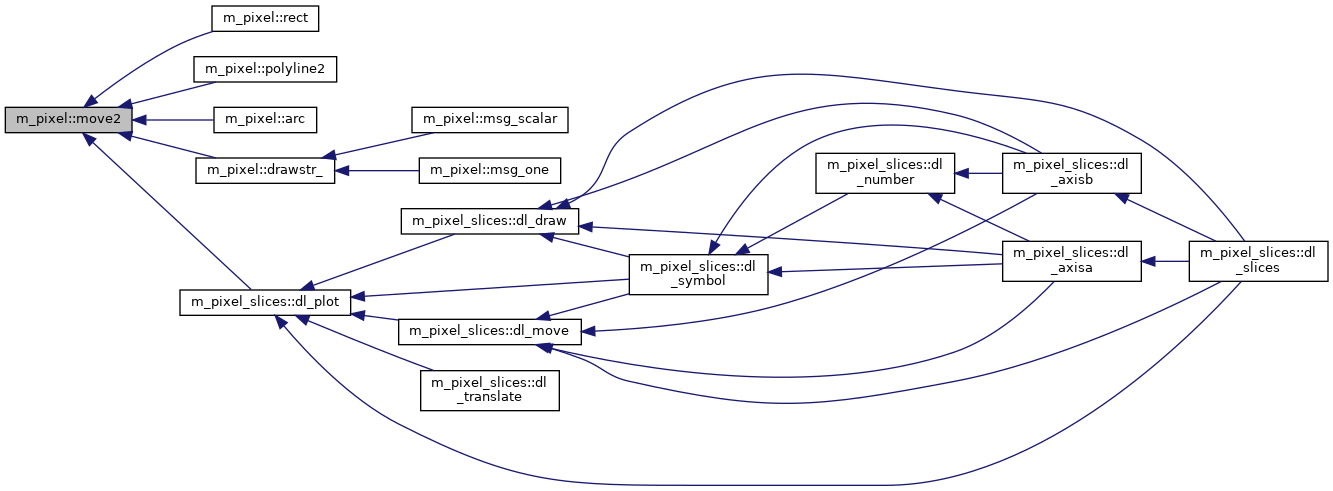 m_pixel::rect
m_pixel::polyline2
m_pixel::move2
m_pixel::arc
m_pixel::msg_scalar
m_pixel::drawstr_
m_pixel::msg_one
m_pixel_slices::dl
_number
m_pixel_slices::dl
_axisb
m_pixel_slices::dl_draw
m_pixel_slices::dl
_symbol
m_pixel_slices::dl
_axisa
m_pixel_slices::dl
_slices
m_pixel_slices::dl_plot
m_pixel_slices::dl_move
m_pixel_slices::dl
_translate